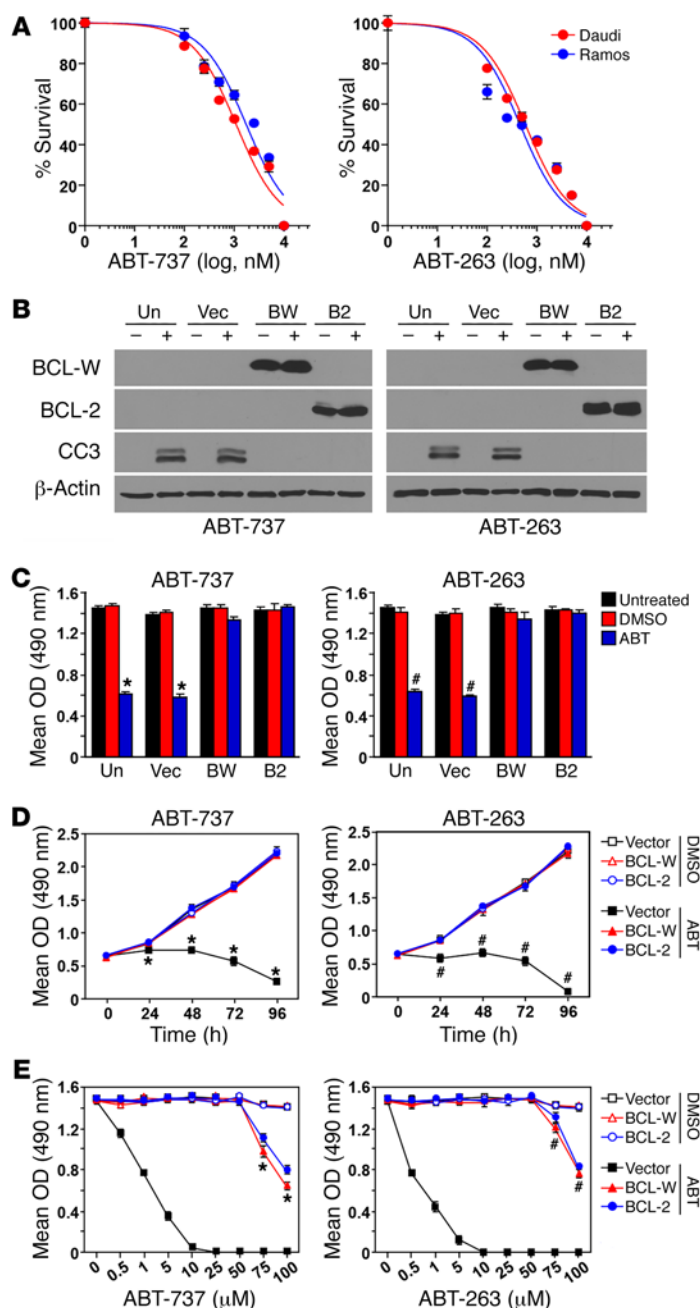 A
% Survival
100
80
60
40
20
0
0 1 2 3 4
ABT-737 (log, nM)
% Survival
100
80
60
40
20
0
0 1 2 3 4
ABT-263 (log, nM)
Daudi
Ramos
B
Un Vec BW B2 Un Vec BW B2
– + – + – + – + – + – + – + – +
BCL-W
BCL-2
CC3
β-Actin
ABT-737 ABT-263
C
ABT-737
Mean OD (490 nm)
1.6
1.2
0.8
0.4
0
* *
Un Vec BW B2
ABT-263
Mean OD (490 nm)
1.6
1.2
0.8
0.4
0
# #
Un Vec BW B2
Untreated
DMSO
ABT
D
ABT-737
Mean OD (490 nm)
2.5
2.0
1.5
1.0
0.5
0
* * * *
0 24 48 72 96
Time (h)
ABT-263
Mean OD (490 nm)
2.5
2.0
1.5
1.0
0.5
0
# # # #
0 24 48 72 96
Time (h)
Vector
BCL-W
BCL-2
DMSO
Vector
BCL-W
BCL-2
ABT
E
Mean OD (490 nm)
1.6
1.2
0.8
0.4
0
* *
0 0.5 1 5 10 25 50 75 100
ABT-737 (μM)
Mean OD (490 nm)
1.6
1.2
0.8
0.4
0
# #
0 0.5 1 5 10 25 50 75 100
ABT-263 (μM)
Vector
BCL-W
BCL-2
DMSO
Vector
BCL-W
BCL-2
ABT